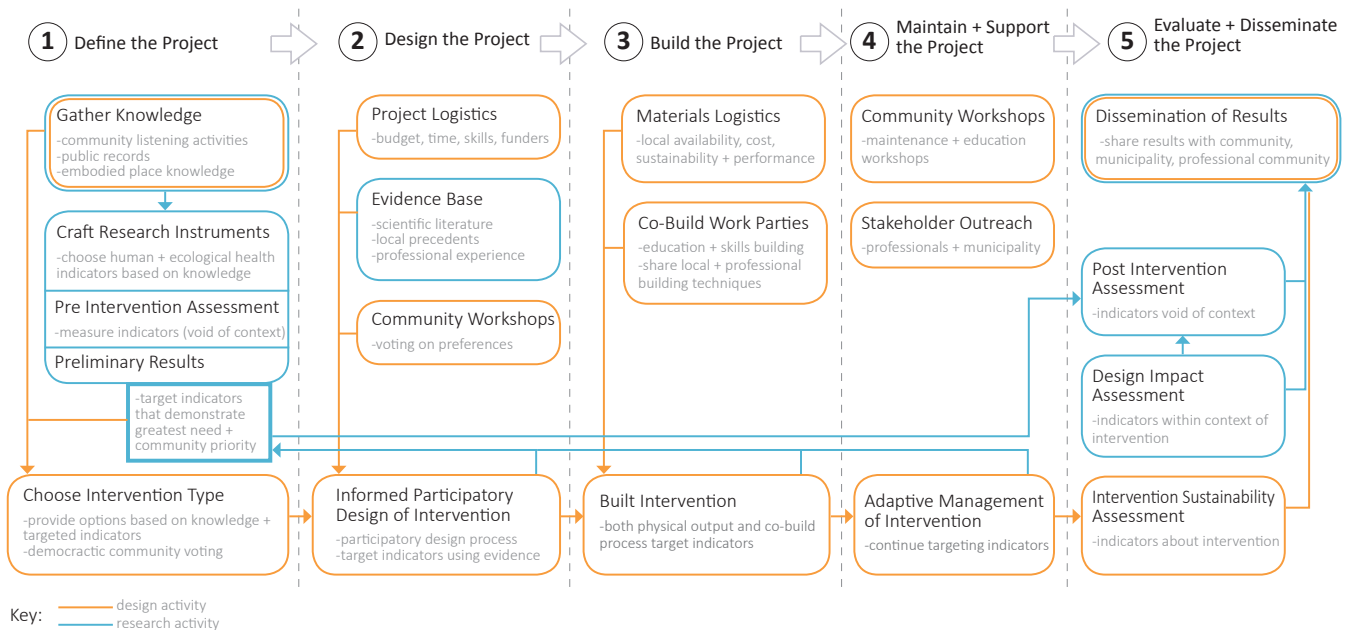 1 Define the Project
2 Design the Project
3 Build the Project
4 Maintain + Support
the Project
5 Evaluate + Disseminate
the Project
Gather Knowledge
-community listening activities
-public records
-embodied place knowledge
Craft Research Instruments
-choose human + ecological health
indicators based on knowledge
Pre Intervention Assessment
-measure indicators (void of context)
Preliminary Results
-target indicators
that demonstrate
greatest need +
community priority
Choose Intervention Type
-provide options based on knowledge +
targeted indicators
-democractic community voting
Project Logistics
-budget, time, skills, funders
Evidence Base
-scientific literature
-local precedents
-professional experience
Community Workshops
-voting on preferences
Informed Participatory
Design of Intervention
-participatory design process
-target indicators using evidence
Materials Logistics
-local availability, cost,
sustainability + performance
Co-Build Work Parties
-education + skills building
-share local + professional
building techniques
Built Intervention
-both physical output and co-build
process target indicators
Community Workshops
-maintenance + education
workshops
Stakeholder Outreach
-professionals + municipality
Adaptive Management
of Intervention
-continue targeting indicators
Dissemination of Results
-share results with community,
municipality, professional community
Post Intervention
Assessment
-indicators void of context
Design Impact
Assessment
-indicators within context of
intervention
Intervention Sustainability
Assessment
-indicators about intervention
Key:
design activity
research activity